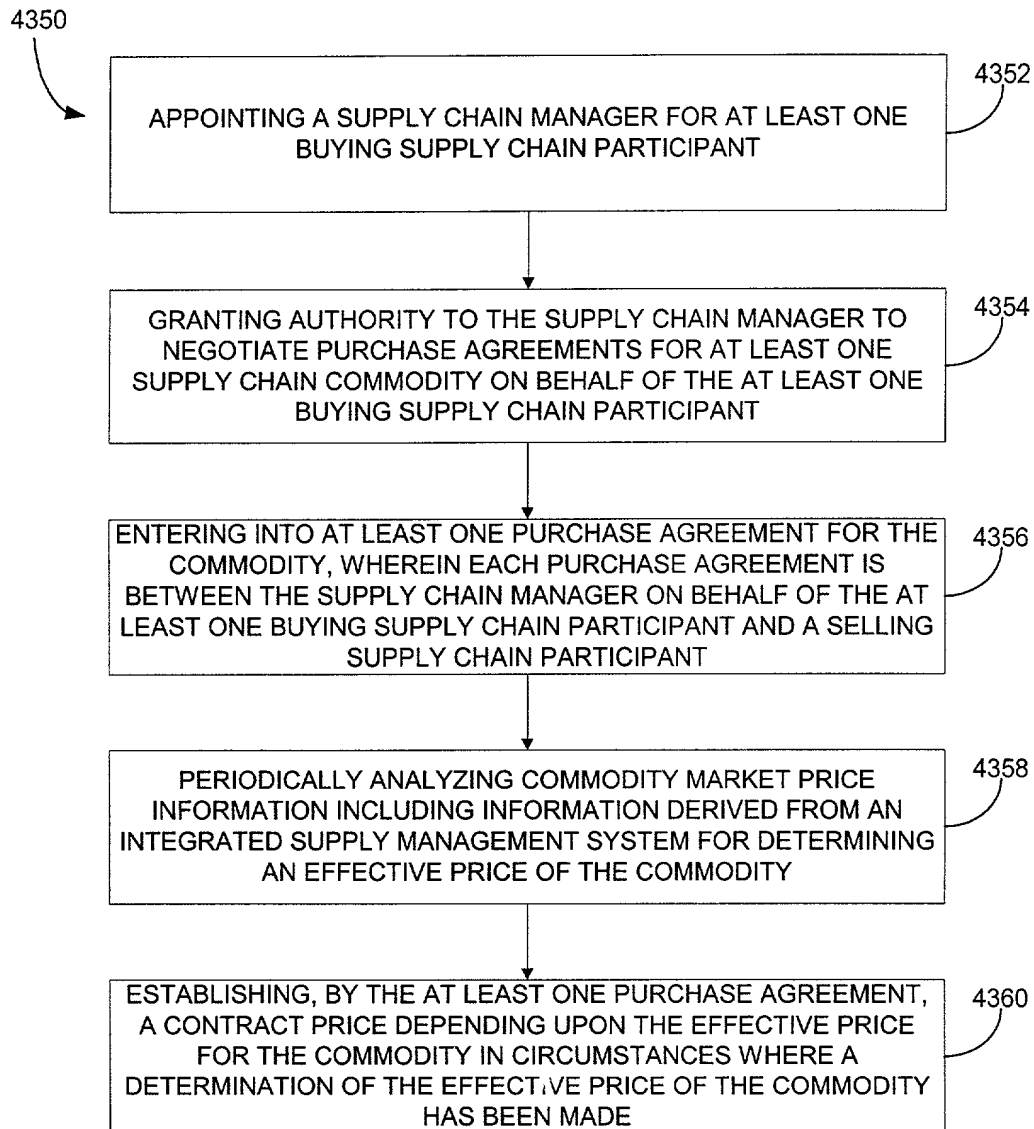 4350
4352
APPOINTING A SUPPLY CHAIN MANAGER FOR AT LEAST ONE
BUYING SUPPLY CHAIN PARTICIPANT
4354
GRANTING AUTHORITY TO THE SUPPLY CHAIN MANAGER TO
NEGOTIATE PURCHASE AGREEMENTS FOR AT LEAST ONE
SUPPLY CHAIN COMMODITY ON BEHALF OF THE AT LEAST ONE
BUYING SUPPLY CHAIN PARTICIPANT
4356
ENTERING INTO AT LEAST ONE PURCHASE AGREEMENT FOR THE
COMMODITY, WHEREIN EACH PURCHASE AGREEMENT IS
BETWEEN THE SUPPLY CHAIN MANAGER ON BEHALF OF THE AT
LEAST ONE BUYING SUPPLY CHAIN PARTICIPANT AND A SELLING
SUPPLY CHAIN PARTICIPANT
4358
PERIODICALLY ANALYZING COMMODITY MARKET PRICE
INFORMATION INCLUDING INFORMATION DERIVED FROM AN
INTEGRATED SUPPLY MANAGEMENT SYSTEM FOR DETERMINING
AN EFFECTIVE PRICE OF THE COMMODITY
4360
ESTABLISHING, BY THE AT LEAST ONE PURCHASE AGREEMENT,
A CONTRACT PRICE DEPENDING UPON THE EFFECTIVE PRICE
FOR THE COMMODITY IN CIRCUMSTANCES WHERE A
DETERMINATION OF THE EFFECTIVE PRICE OF THE COMMODITY
HAS BEEN MADE